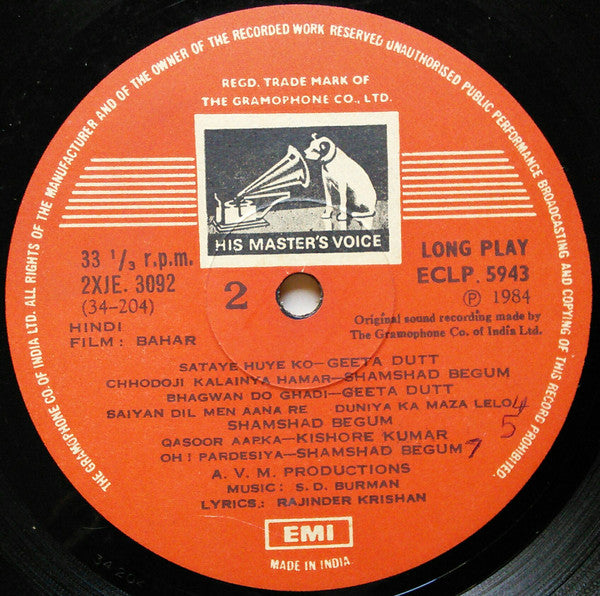 THE GRAMOPHONE CO. OF INDIA LTD. ALL RIGHTS OF THE MANUFACTURER AND OF THE OWNER OF THE RECORDED WORK RESERVED UNAUTHORISED PUBLIC PERFORMANCE BROADCASTING AND COPYING OF THIS RECORD PROHIBITED.
REGD. TRADE MARK OF
THE GRAMOPHONE CO., LTD.
HIS MASTER'S VOICE
33 1/3 r.p.m.
2XJE. 3092
(34-204)
HINDI
FILM : BAHAR
2
LONG PLAY
ECLP. 5943
Ⓟ 1984
Original sound recording made by
The Gramophone Co. of India Ltd.
SATAYE HUYE KO—GEETA DUTT
CHHODOJI KALAINYA HAMAR—SHAMSHAD BEGUM
BHAGWAN DO GHADI—GEETA DUTT
SAIYAN DIL MEN AANA RE DUNIYA KA MAZA LELO 4
SHAMSHAD BEGUM 5
QASOOR AAPKA—KISHORE KUMAR
OH! PARDESIYA—SHAMSHAD BEGUM 7
A. V. M. PRODUCTIONS
MUSIC: S. D. BURMAN
LYRICS.: RAJINDER KRISHAN
EMI
MADE IN INDIA.